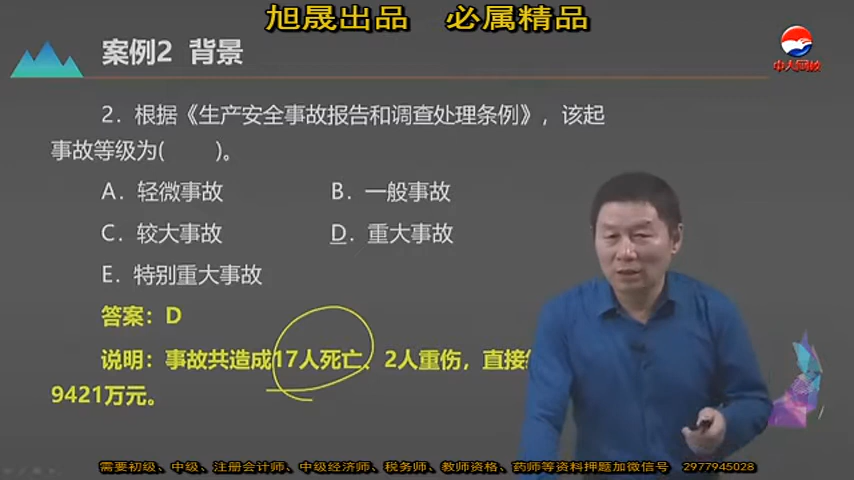 旭晟出品 必属精品
案例2 背景
中大网校
2. 根据《生产安全事故报告和调查处理条例》，该起
事故等级为( )。
A. 轻微事故 B. 一般事故
C. 较大事故 D. 重大事故
E. 特别重大事故
答案：D
说明：事故共造成17人死亡、2人重伤，直接
9421万元。
需要初级、中级、注册会计师、中级经济师、税务师、教师资格、药师等资料押题加微信号 2977945028